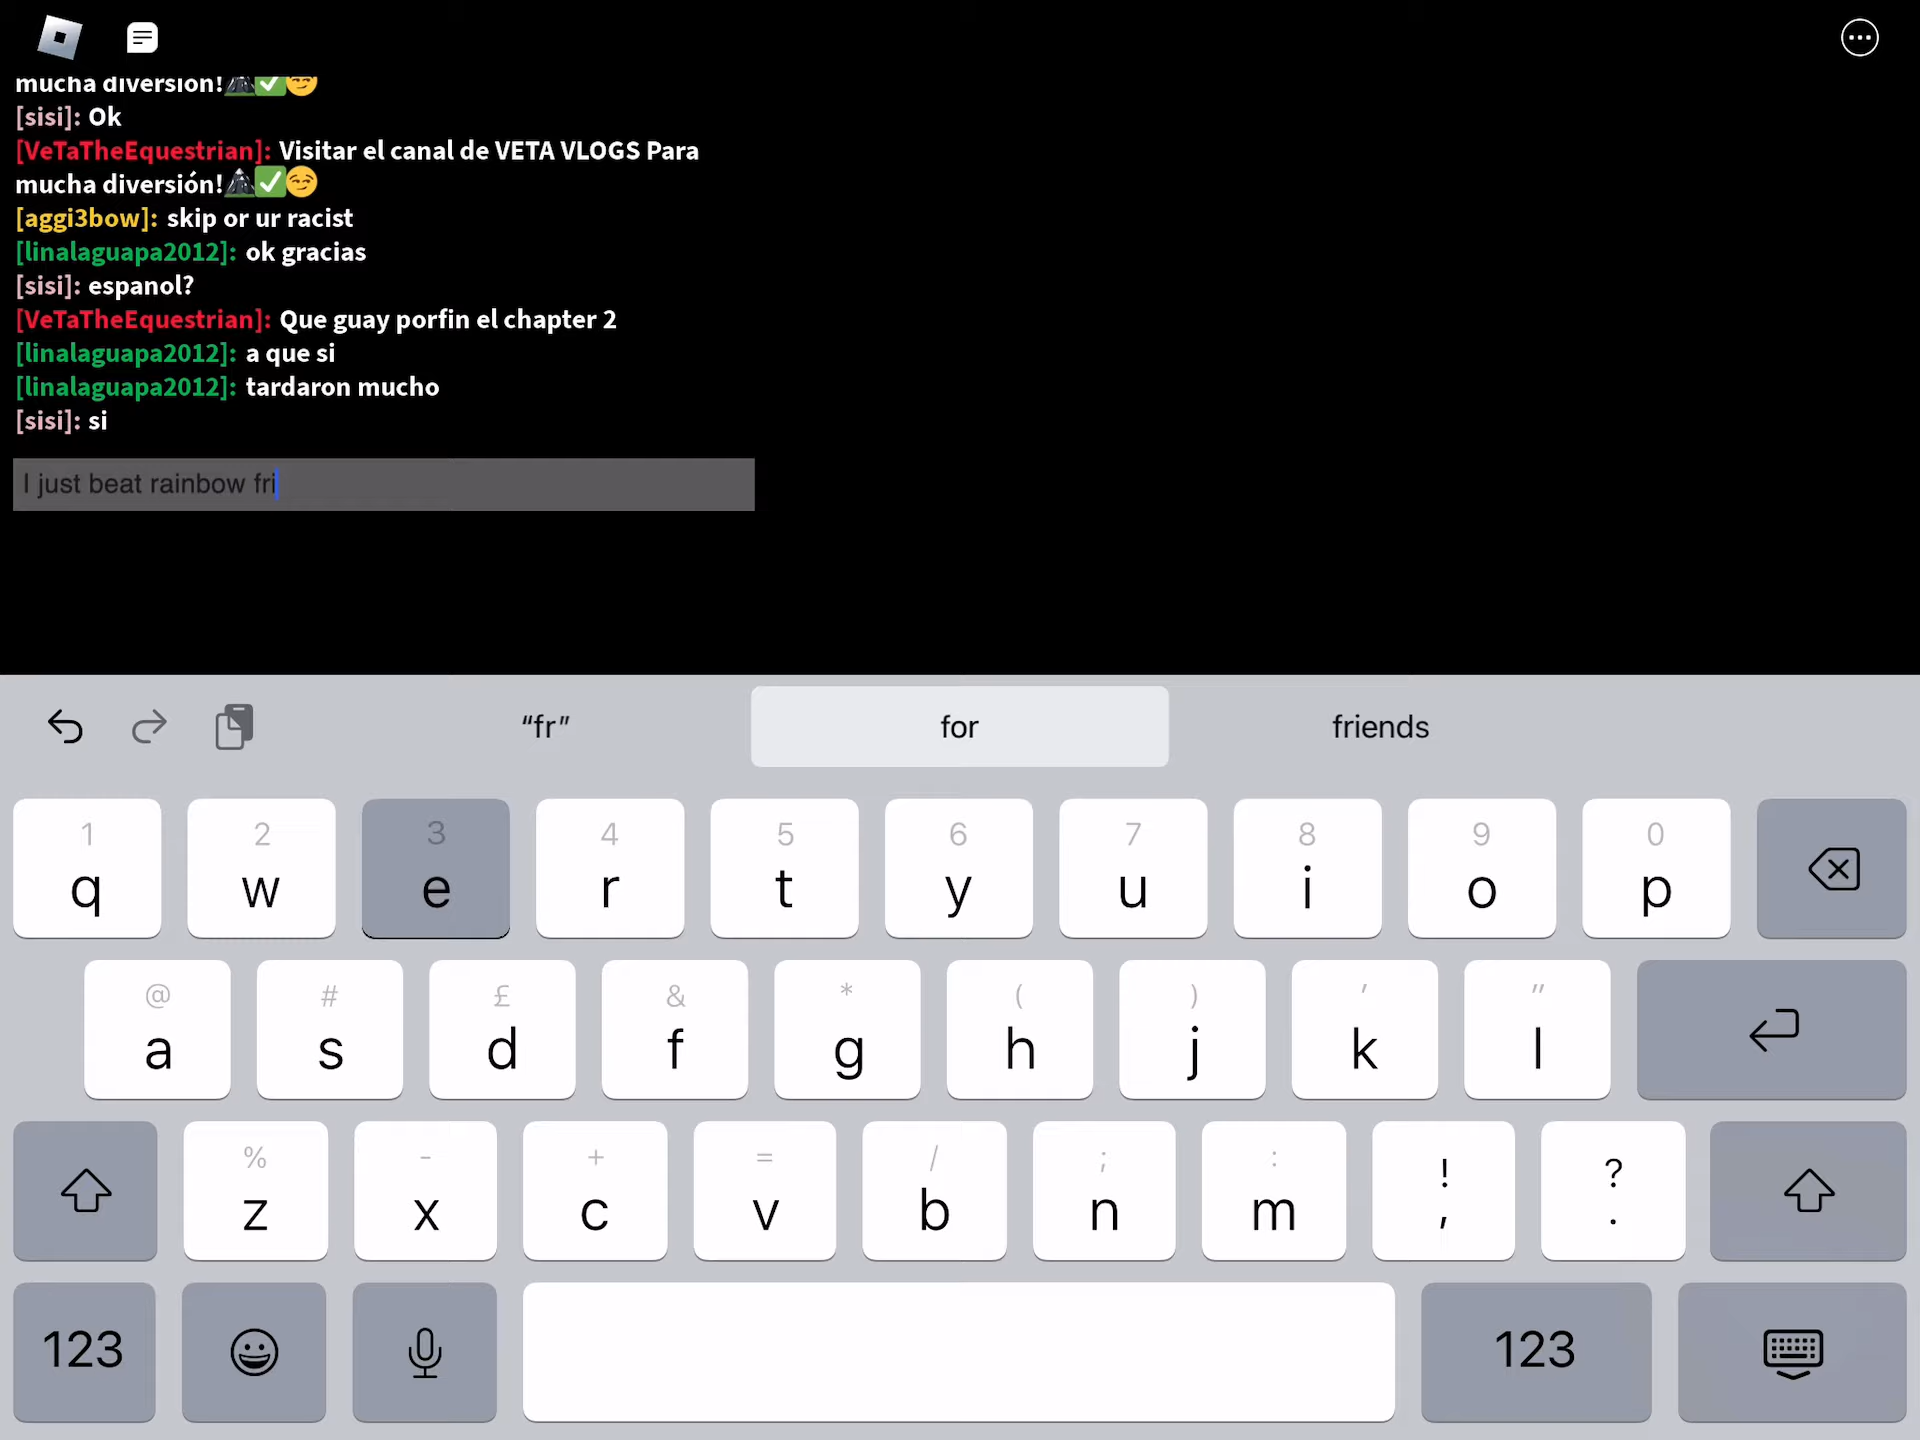 mucha diversión!
[sisi]: Ok
[VeTaTheEquestrian]: Visitar el canal de VETA VLOGS Para
mucha diversión!
[aggi3bow]: skip or ur racist
[linalaguapa2012]: ok gracias
[sisi]: espanol?
[VeTaTheEquestrian]: Que guay porfin el chapter 2
[linalaguapa2012]: a que si
[linalaguapa2012]: tardaron mucho
[sisi]: si
I just beat rainbow fri
“fr” for friends
1 2 3 4 5 6 7 8 9 0
q w e r t y u i o p
@ # £ & * ( ) ' "
a s d f g h j k l
% - + = / ; : ! ?
z x c v b n m , .
123 123